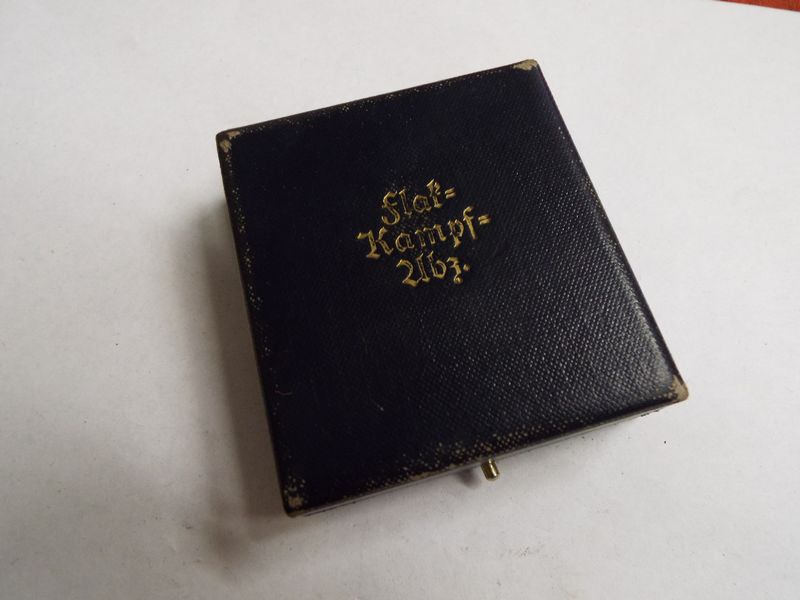 Flak=
Kampf=
Abz.